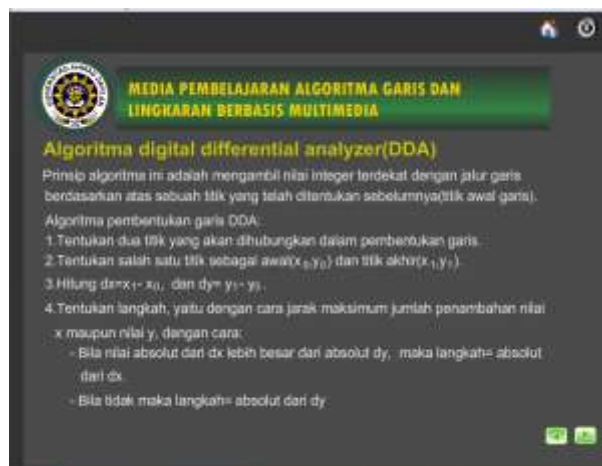 MEDIA PEMBELAJARAN ALGORITMA GARIS DAN
LINGKARAN BERBASIS MULTIMEDIA
Algoritma digital differential analyzer(DDA)
Prinsip algoritma ini adalah mengambil nilai integer terdekat dengan jalur garis
berdasarkan atas sebuah titik yang telah ditentukan sebelumnya(titik awal garis).
Algoritma pembentukan garis DDA:
1.Tentukan dua titik yang akan dihubungkan dalam pembentukan garis.
2.Tentukan salah satu titik sebagai awal(x₀,y₀) dan titik akhir(x₁,y₁).
3.Hitung dx=x₁- x₀, dan dy= y₁- y₀.
4.Tentukan langkah, yaitu dengan cara jarak maksimum jumlah penambahan nilai
x maupun nilai y, dengan cara:
- Bila nilai absolut dari dx lebih besar dari absolut dy, maka langkah= absolut
dari dx.
- Bila tidak maka langkah= absolut dari dy